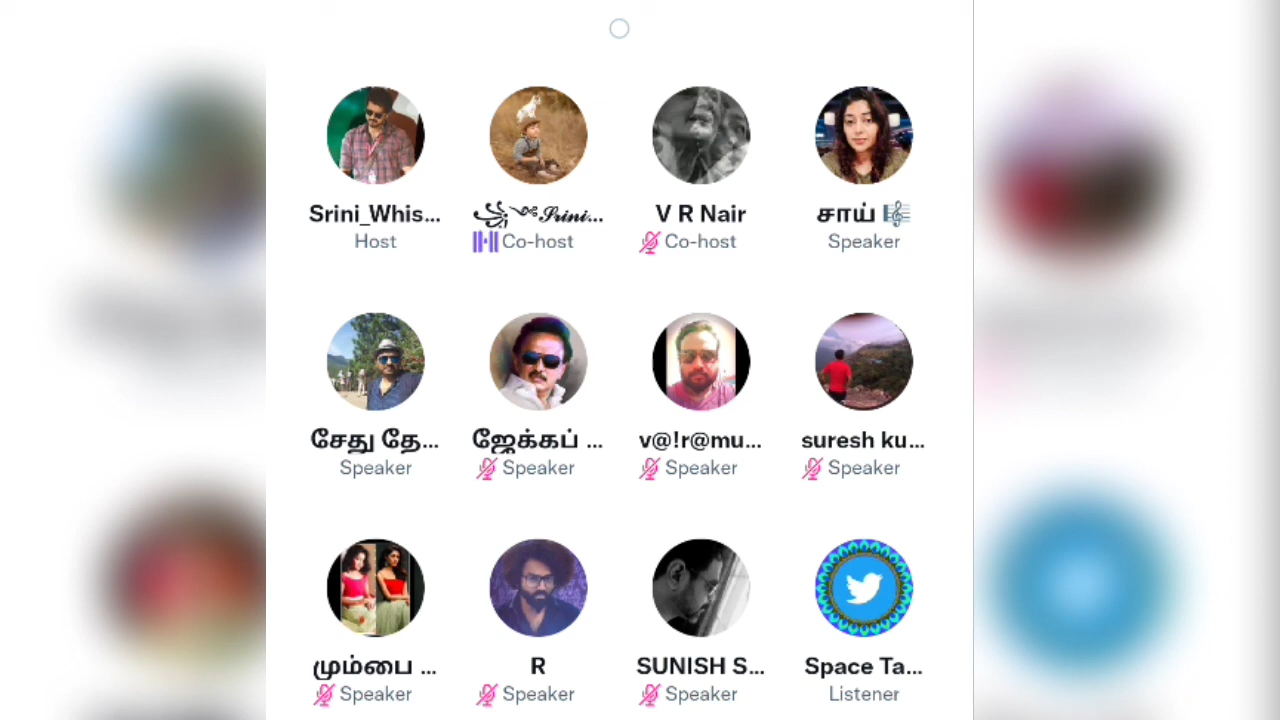 Srini_Whis...
꧁༺𝓢𝓻𝓲𝓷𝓲...
V R Nair
சாய் 🎼
Host
Co-host
Co-host
Speaker
சேது தே...
ஜேக்கப் ...
v@!r@mu...
suresh ku...
Speaker
Speaker
Speaker
Speaker
மும்பை ...
R
SUNISH S...
Space Ta...
Speaker
Speaker
Speaker
Listener